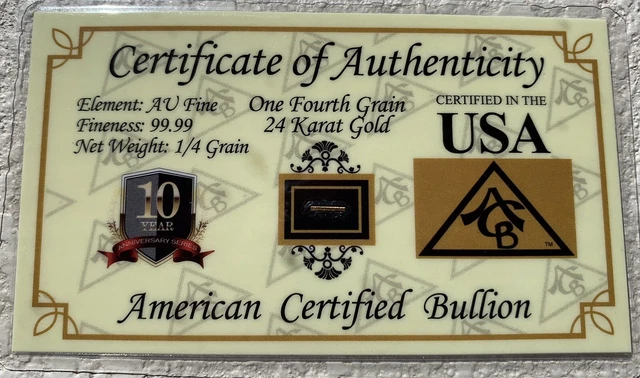 Certificate of Authenticity
Element: AU Fine
Fineness: 99.99
Net Weight: 1/4 Grain
One Fourth Grain
24 Karat Gold
CERTIFIED IN THE
USA
10
YEAR
ANNIVERSARY SERIES
ACB
TM
American Certified Bullion